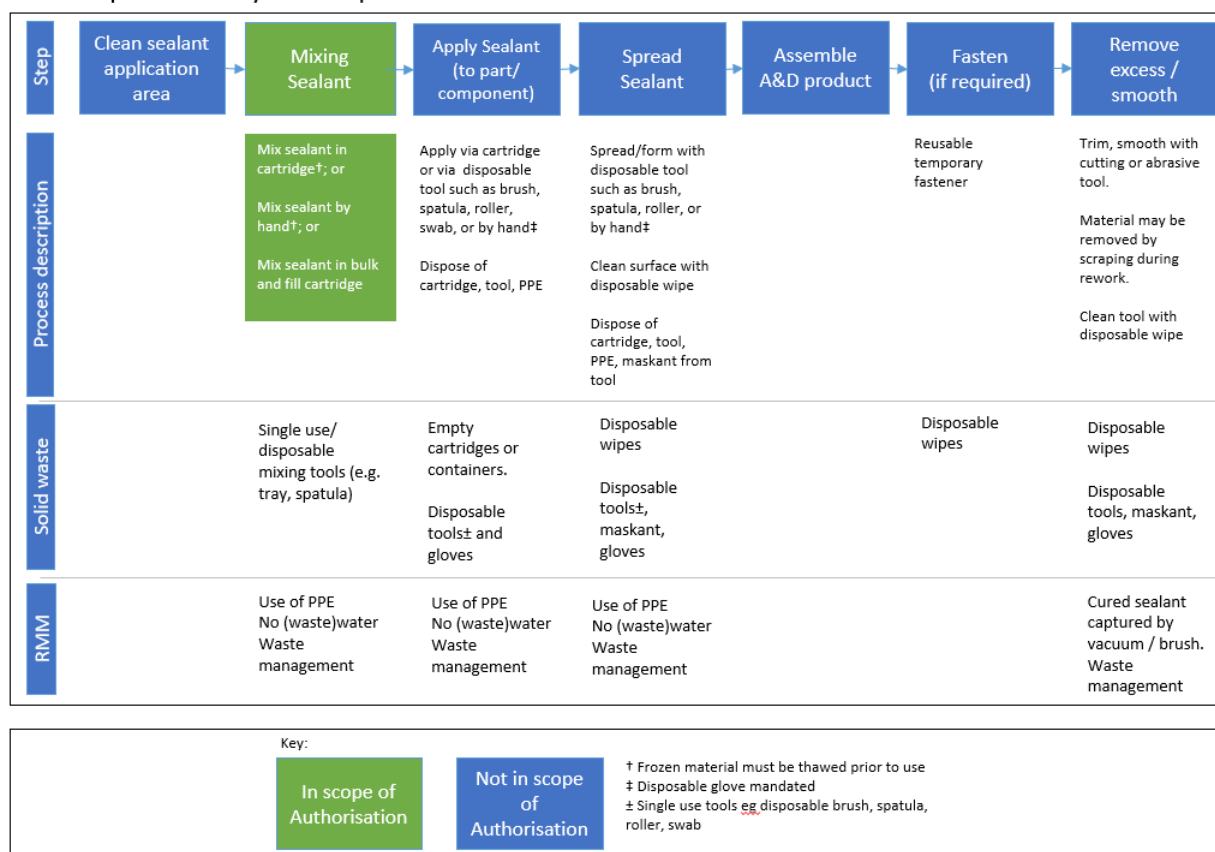 Step
Clean sealant
application
area
Mixing
Sealant
Apply Sealant
(to part/
component)
Spread
Sealant
Assemble
A&D product
Fasten
(if required)
Remove
excess /
smooth
Process description
Mix sealant in
cartridge†; or
Mix sealant by
hand†; or
Mix sealant in bulk
and fill cartridge
Apply via cartridge
or via disposable
tool such as brush,
spatula, roller,
swab, or by hand‡
Dispose of
cartridge, tool, PPE
Spread/form with
disposable tool
such as brush,
spatula, roller, or
by hand‡
Clean surface with
disposable wipe
Dispose of
cartridge, tool,
PPE, maskant from
tool
Reusable
temporary
fastener
Trim, smooth with
cutting or abrasive
tool.
Material may be
removed by
scraping during
rework.
Clean tool with
disposable wipe
Solid waste
Single use/
disposable
mixing tools (e.g.
tray, spatula)
Empty
cartridges or
containers.
Disposable
tools± and
gloves
Disposable
wipes
Disposable
tools±,
maskant,
gloves
Disposable
wipes
Disposable
wipes
Disposable
tools, maskant,
gloves
RMM
Use of PPE
No (waste)water
Waste
management
Use of PPE
No (waste)water
Waste
management
Use of PPE
No (waste)water
Waste
management
Cured sealant
captured by
vacuum / brush.
Waste
management
Key:
In scope of
Authorisation
Not in scope
of
Authorisation
† Frozen material must be thawed prior to use
‡ Disposable glove mandated
± Single use tools eg disposable brush, spatula,
roller, swab